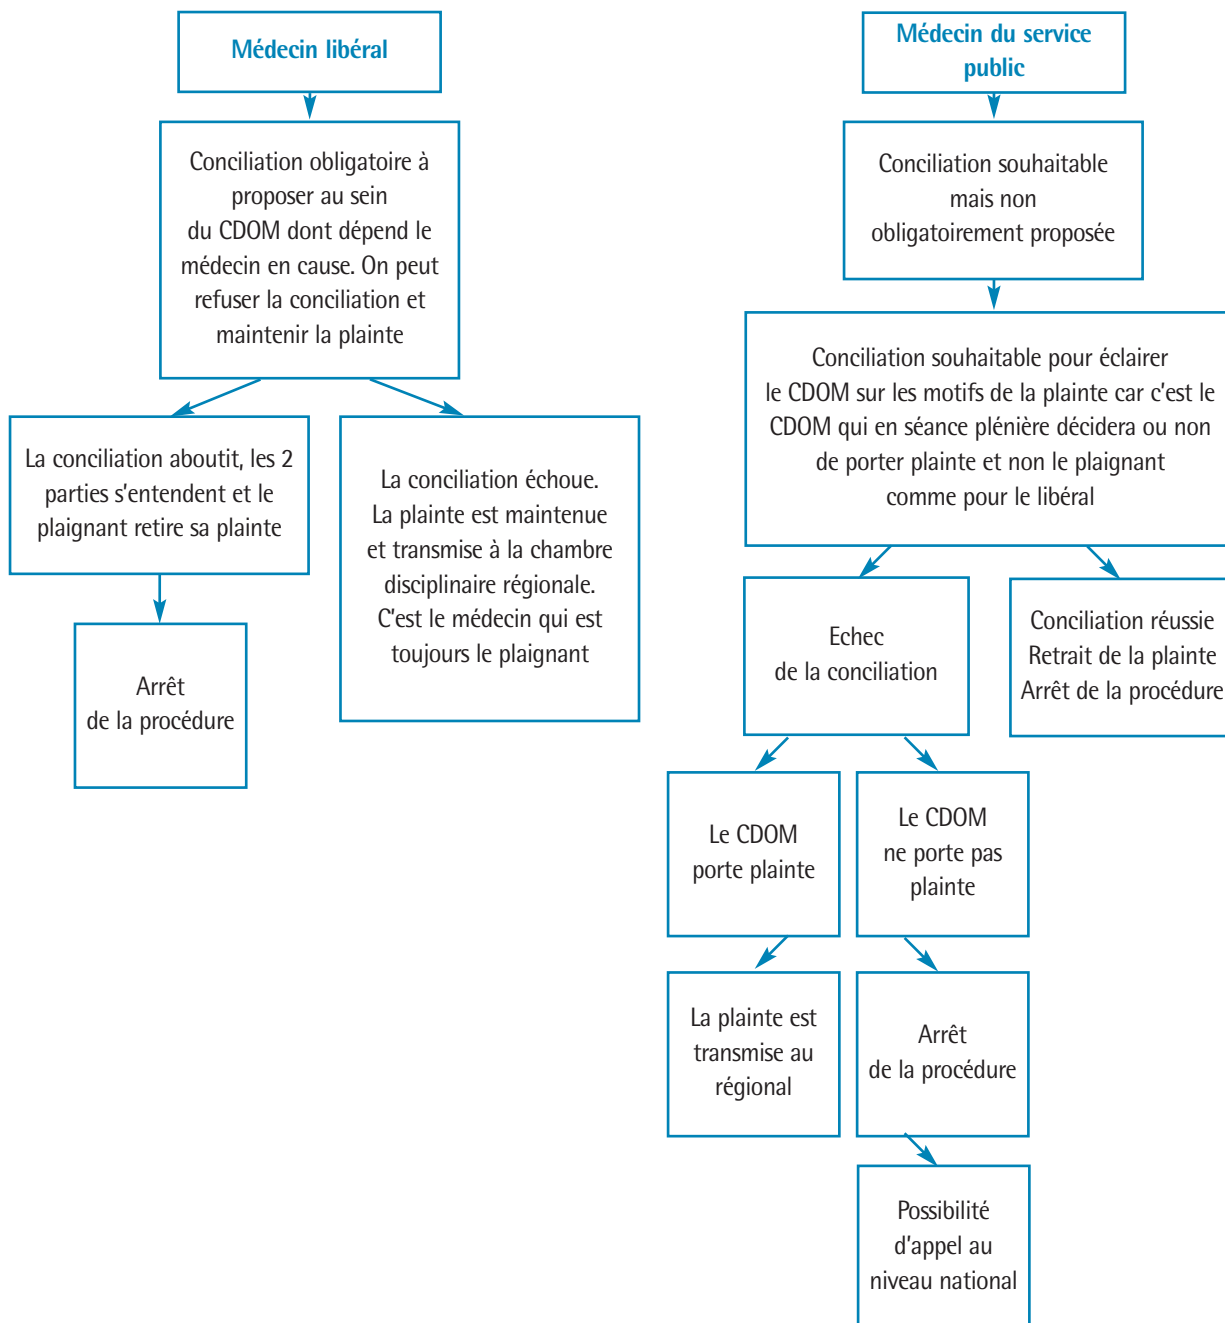 Médecin libéral
Conciliation obligatoire à
proposer au sein
du CDOM dont dépend le
médecin en cause. On peut
refuser la conciliation et
maintenir la plainte
La conciliation aboutit, les 2
parties s'entendent et le
plaignant retire sa plainte
Arrêt
de la procédure
La conciliation échoue.
La plainte est maintenue
et transmise à la chambre
disciplinaire régionale.
C'est le médecin qui est
toujours le plaignant
Médecin du service
public
Conciliation souhaitable
mais non
obligatoirement proposée
Conciliation souhaitable pour éclairer
le CDOM sur les motifs de la plainte car c'est le
CDOM qui en séance plénière décidera ou non
de porter plainte et non le plaignant
comme pour le libéral
Echec
de la conciliation
Conciliation réussie
Retrait de la plainte
Arrêt de la procédure
Le CDOM
porte plainte
Le CDOM
ne porte pas
plainte
La plainte est
transmise au
régional
Arrêt
de la procédure
Possibilité
d'appel au
niveau national